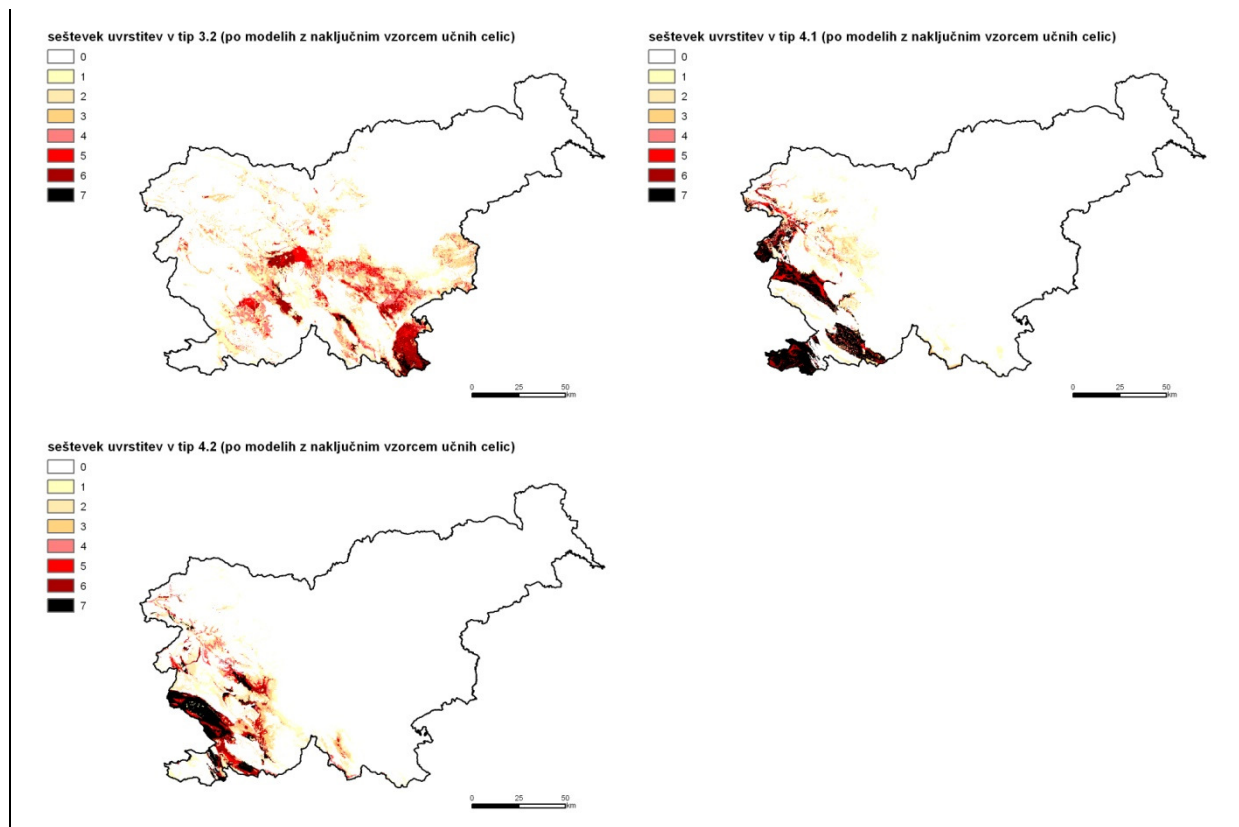 seštevek uvrstitev v tip 3.2 (po modelih z naključnim vzorcem učnih celic)
0
1
2
3
4
5
6
7
0 25 50
km
seštevek uvrstitev v tip 4.1 (po modelih z naključnim vzorcem učnih celic)
0
1
2
3
4
5
6
7
0 25 50
km
seštevek uvrstitev v tip 4.2 (po modelih z naključnim vzorcem učnih celic)
0
1
2
3
4
5
6
7
0 25 50
km